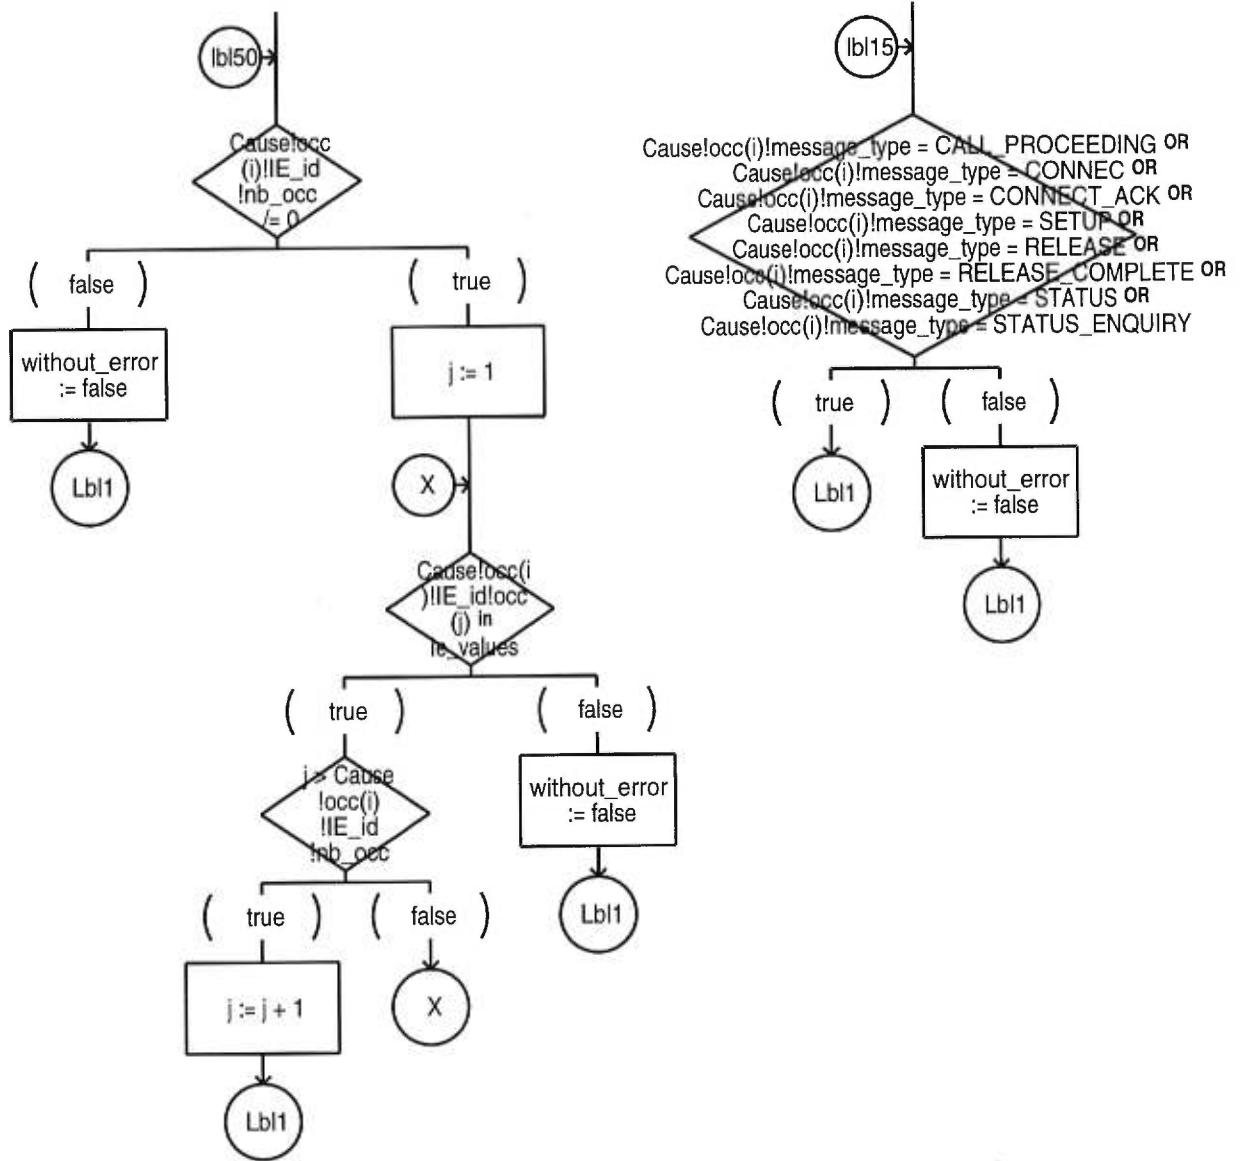 lbl50
Cause!occ
(i)!IE_id
!nb_occ
/= 0
( false )
( true )
without_error
:= false
Lbl1
j := 1
X
Cause!occ(i
)!IE_id!occ
(j) in
ie_values
( true )
( false )
j > Cause
!occ(i)
!IE_id
!nb_occ
without_error
:= false
Lbl1
( true )
( false )
j := j + 1
X
Lbl1
lbl15
Cause!occ(i)!message_type = CALL_PROCEEDING OR
Cause!occ(i)!message_type = CONNEC OR
Cause!occ(i)!message_type = CONNECT_ACK OR
Cause!occ(i)!message_type = SETUP OR
Cause!occ(i)!message_type = RELEASE OR
Cause!occ(i)!message_type = RELEASE_COMPLETE OR
Cause!occ(i)!message_type = STATUS OR
Cause!occ(i)!message_type = STATUS_ENQUIRY
( true )
( false )
Lbl1
without_error
:= false
Lbl1